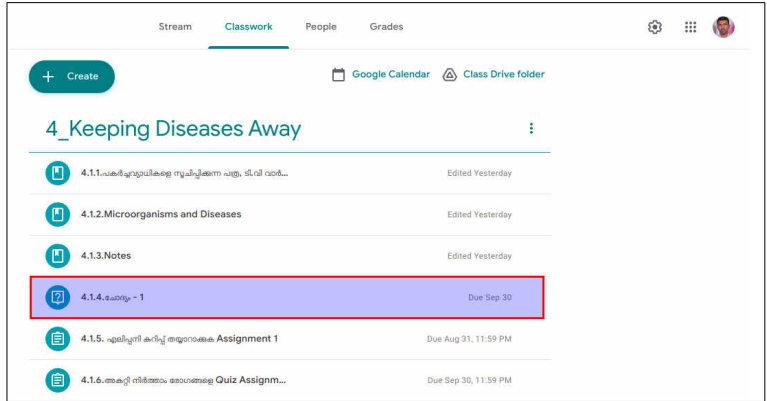 Stream Classwork People Grades
+ Create Google Calendar Class Drive folder
4_Keeping Diseases Away
4.1.1.പകർച്ചവ്യാധികളെ സൂചിപ്പിക്കുന്ന പത്ര, ടി.വി വാർ... Edited Yesterday
4.1.2.Microorganisms and Diseases Edited Yesterday
4.1.3.Notes Edited Yesterday
4.1.4.ചോദ്യം - 1 Due Sep 30
4.1.5. എലിപ്പനി കുറിപ്പ് തയ്യാറാക്കുക Assignment 1 Due Aug 31, 11:59 PM
4.1.6.അകറ്റി നിർത്താം രോഗങ്ങളെ Quiz Assignm... Due Sep 30, 11:59 PM